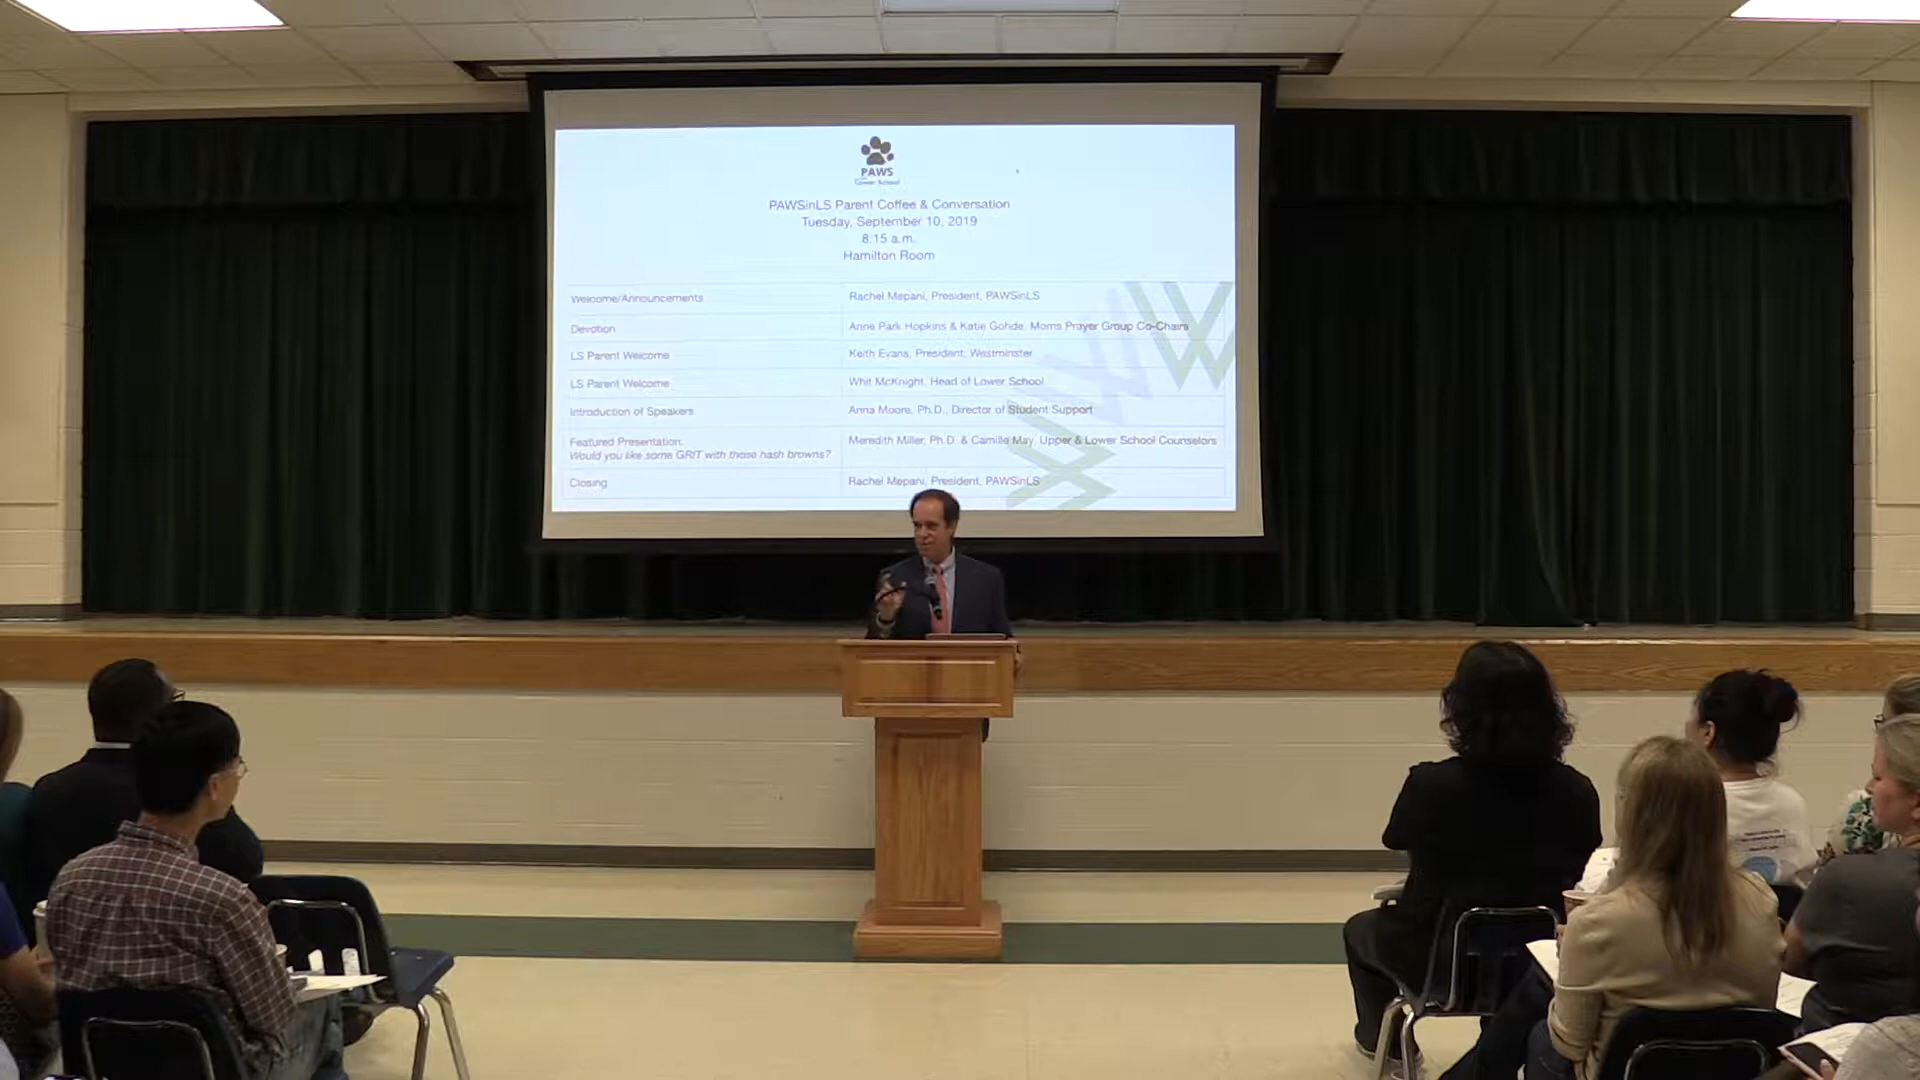 PAWS
Lower School
PAWSinLS Parent Coffee & Conversation
Tuesday, September 10, 2019
8:15 a.m.
Hamilton Room
Welcome/Announcements Rachel Mepani, President, PAWSinLS
Devotion Anne Park Hopkins & Katie Gohde, Moms Prayer Group Co-Chairs
LS Parent Welcome Keith Evans, President, Westminster
LS Parent Welcome Whit McKnight, Head of Lower School
Introduction of Speakers Anna Moore, Ph.D., Director of Student Support
Featured Presentation: Meredith Miller, Ph.D. & Camille May, Upper & Lower School Counselors
Would you like some GRIT with those hash browns?
Closing Rachel Mepani, President, PAWSinLS